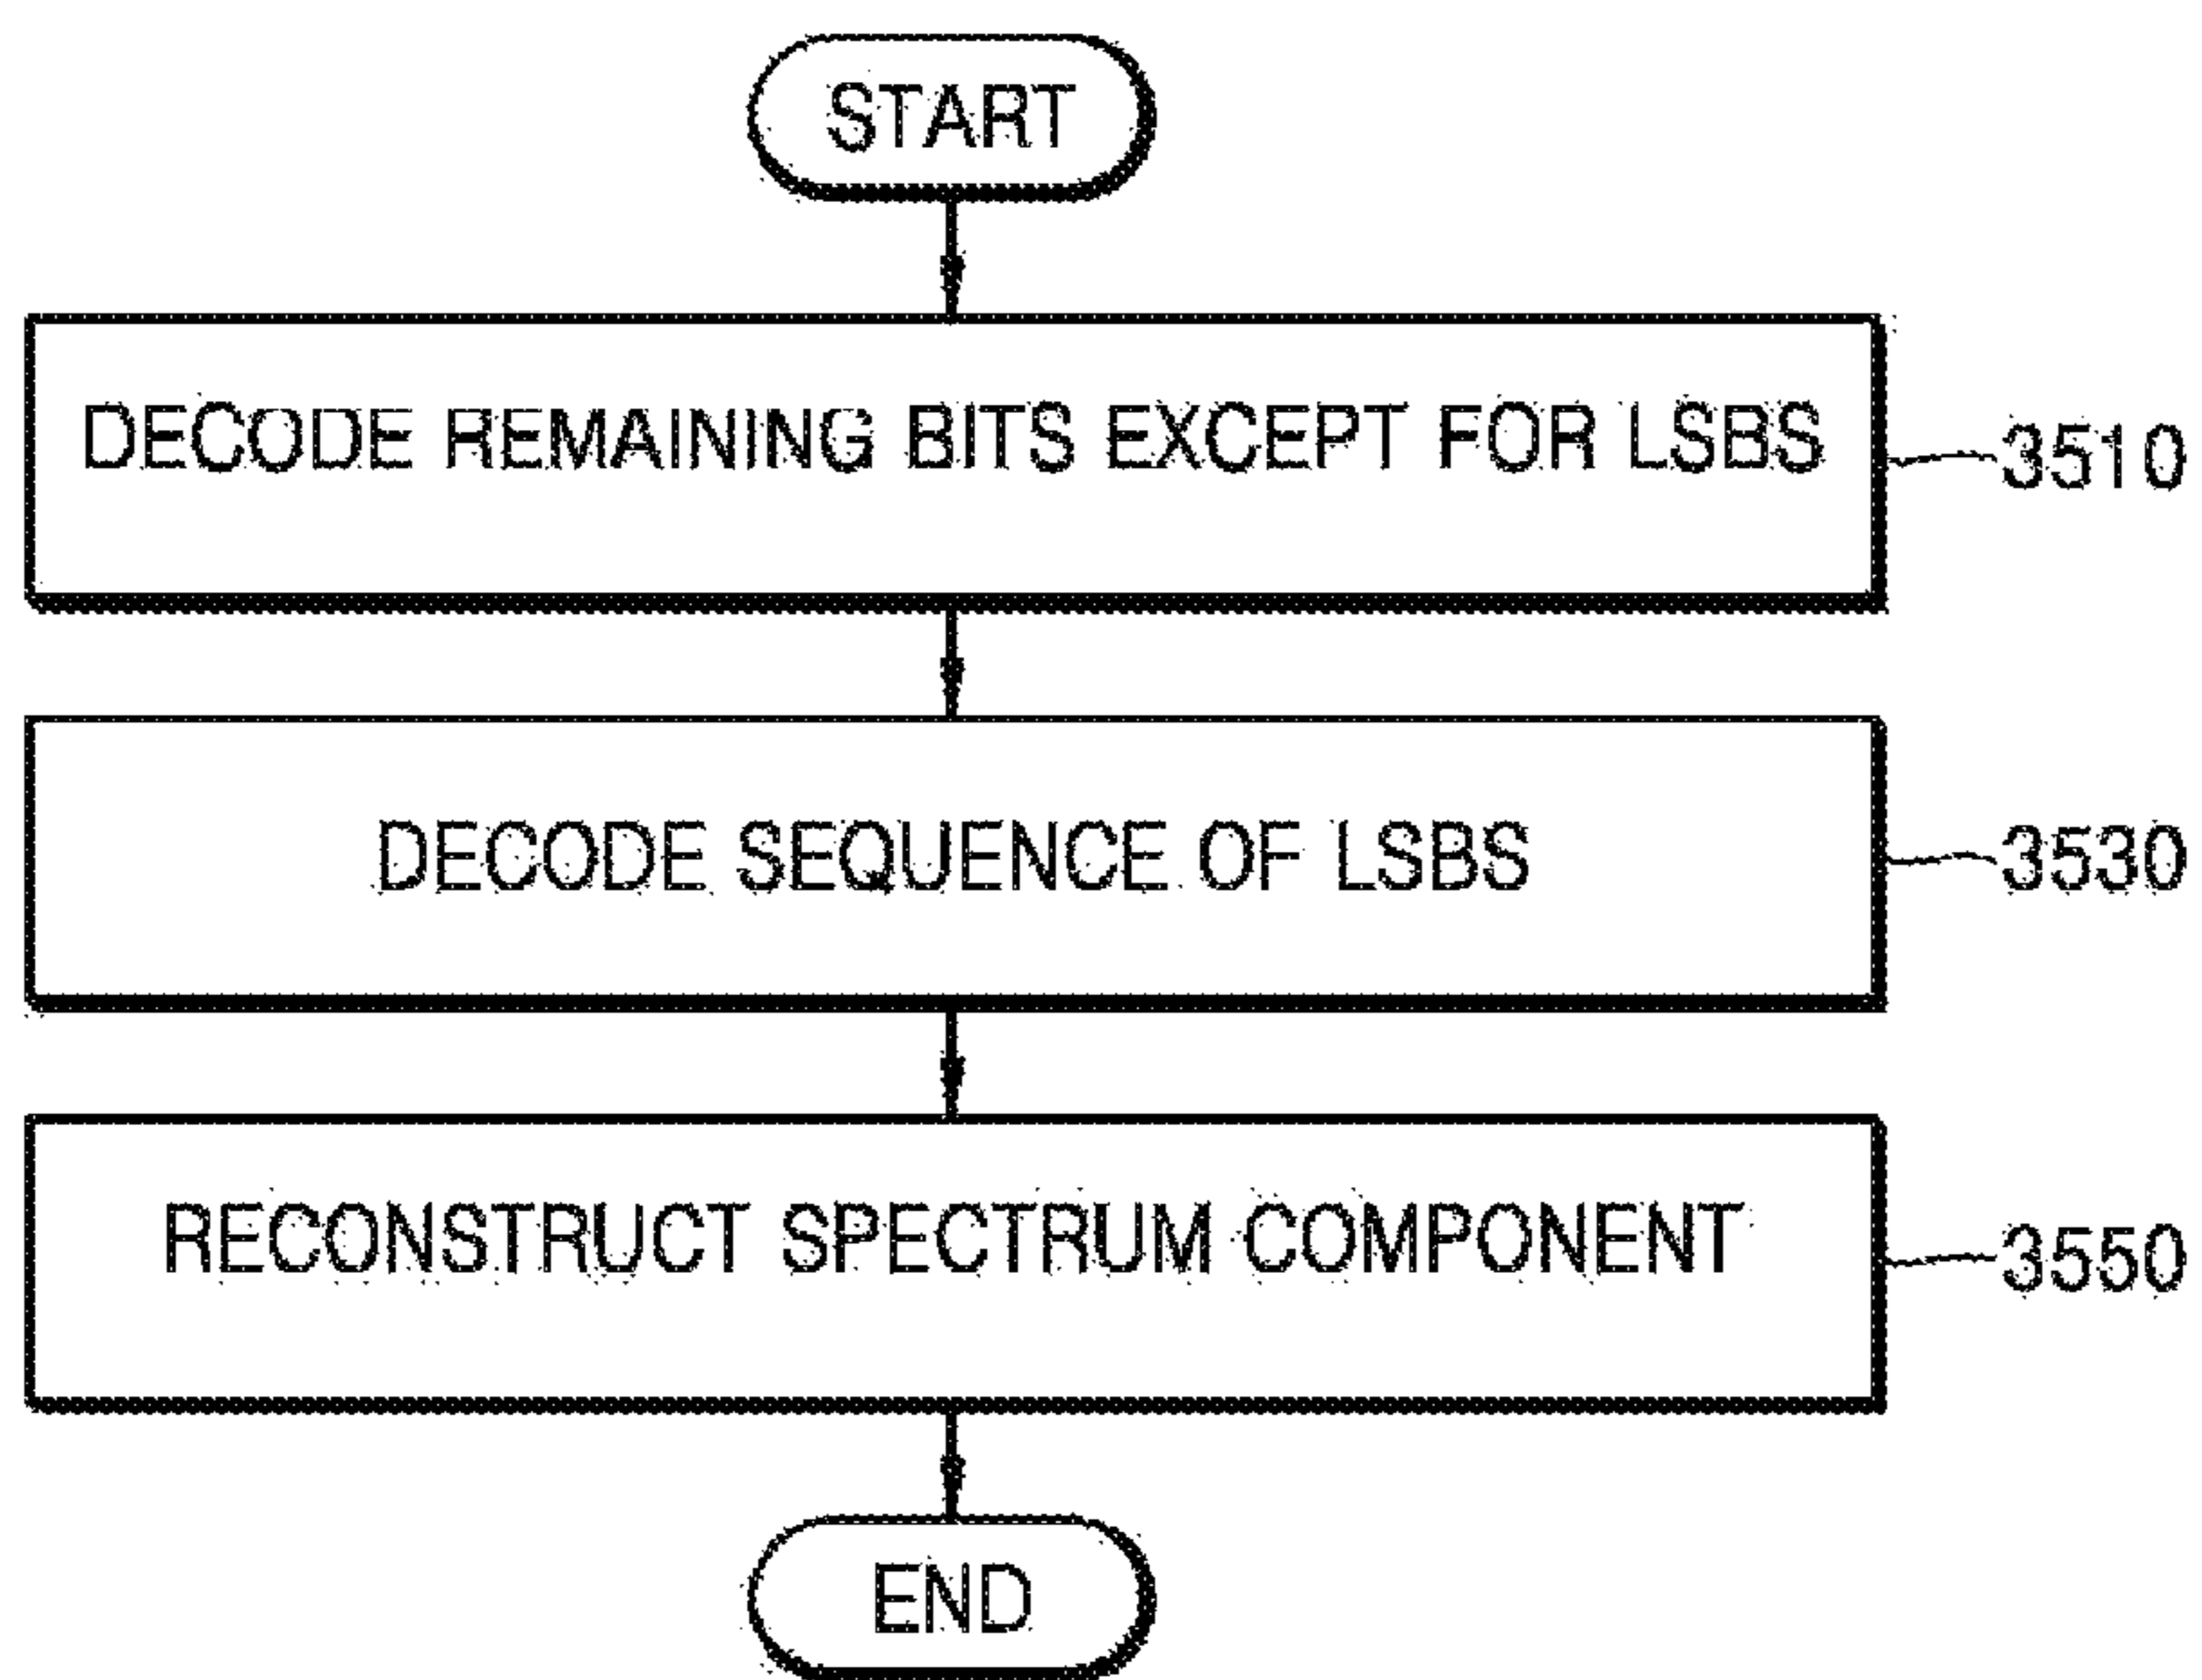 START
DECODE REMAINING BITS EXCEPT FOR LSBS
3510
DECODE SEQUENCE OF LSBS
3530
RECONSTRUCT SPECTRUM COMPONENT
3550
END